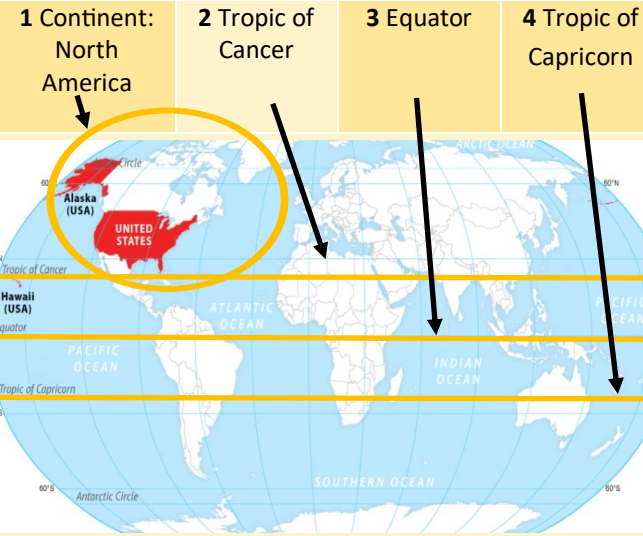 1 Continent:
North
America
2 Tropic of
Cancer
3 Equator
4 Tropic of
Capricorn
ARCTIC OCEAN
Circle
60°N
Alaska
(USA)
UNITED
STATES
Tropic of Cancer
Hawaii
(USA)
ATLANTIC
OCEAN
PACIFIC
OCEAN
quator
PACIFIC
OCEAN
INDIAN
OCEAN
Tropic of Capricorn
SOUTHERN OCEAN
60°S
60°S
Antarctic Circle